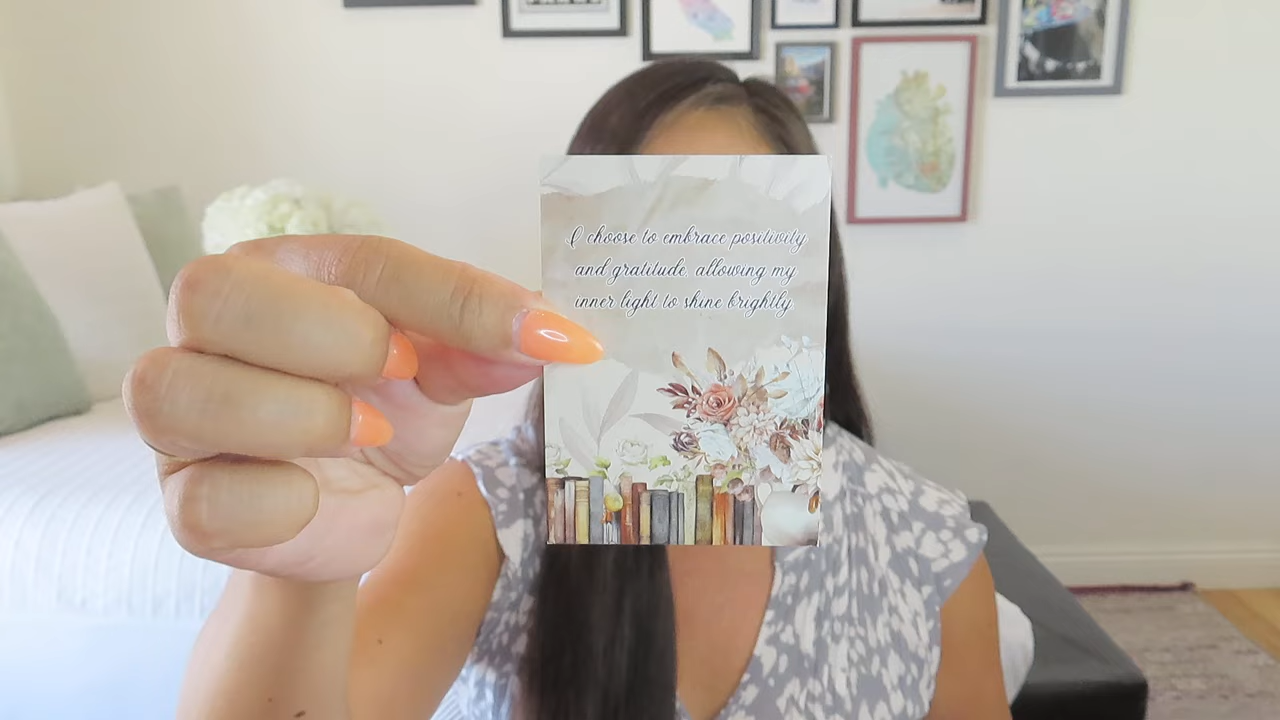 I choose to embrace positivity
and gratitude, allowing my
inner light to shine brightly.